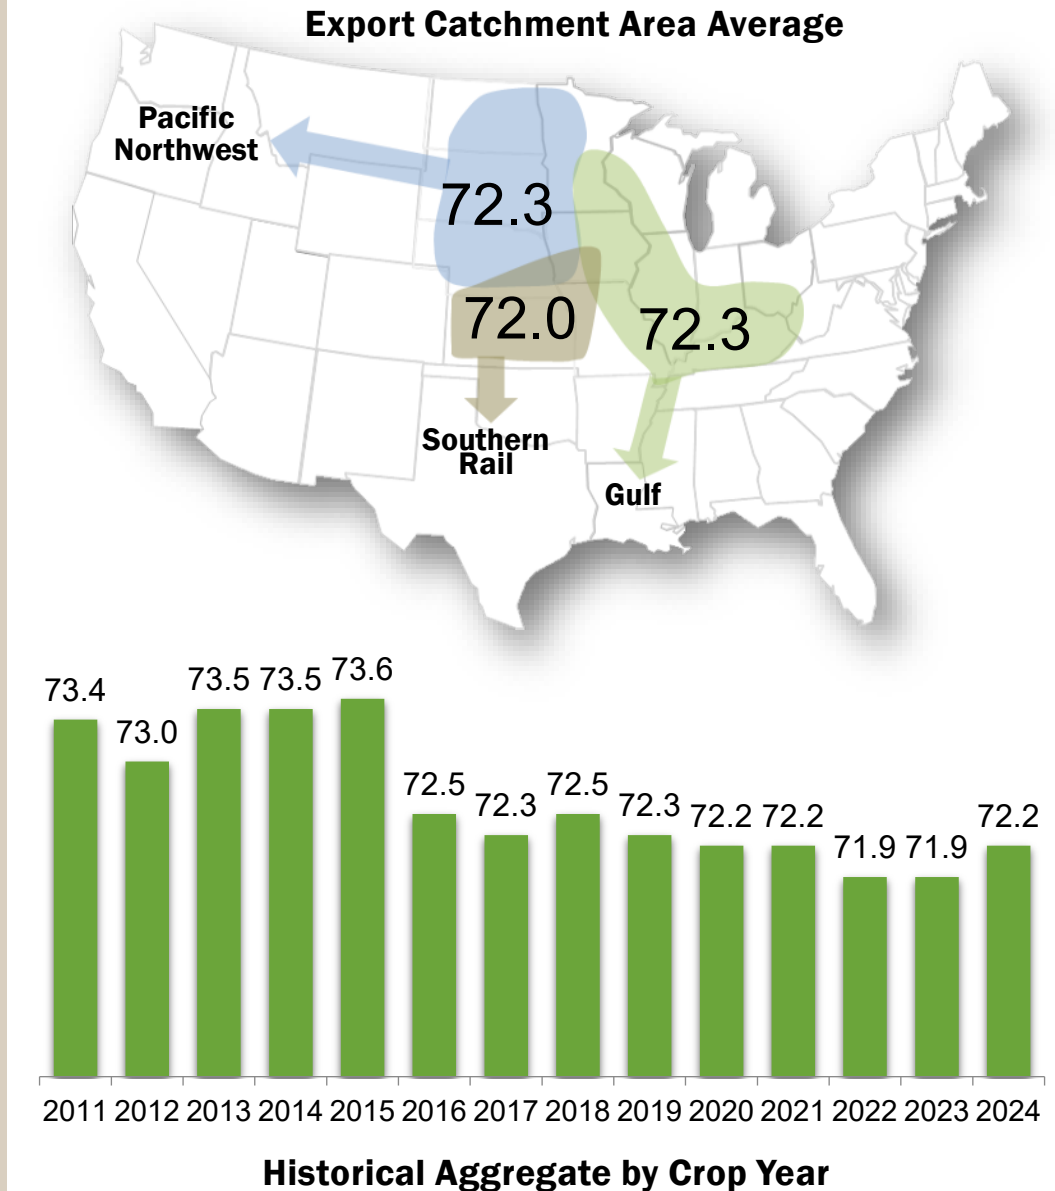 Export Catchment Area Average
Pacific
Northwest
72.3
72.0
72.3
Southern
Rail
Gulf
73.4
73.0
73.5
73.5
73.6
72.5
72.3
72.5
72.3
72.2
72.2
71.9
71.9
72.2
2011 2012 2013 2014 2015 2016 2017 2018 2019 2020 2021 2022 2023 2024
Historical Aggregate by Crop Year